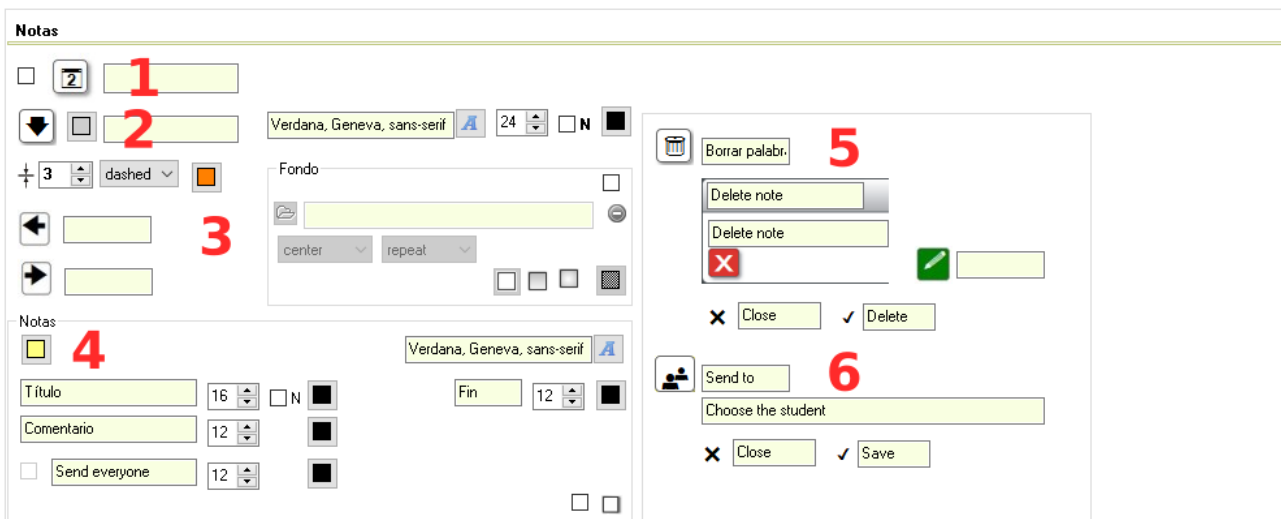 Notas
2
1
2
Verdana, Geneva, sans-serif A 24 N
3 dashed
Fondo
center repeat
3
Notas
4
Verdana, Geneva, sans-serif A
Título 16 N Fin 12
Comentario 12
Send everyone 12
5
Borrar palabr
Delete note
Delete note
X
Close Delete
6
Send to
Choose the student
Close Save